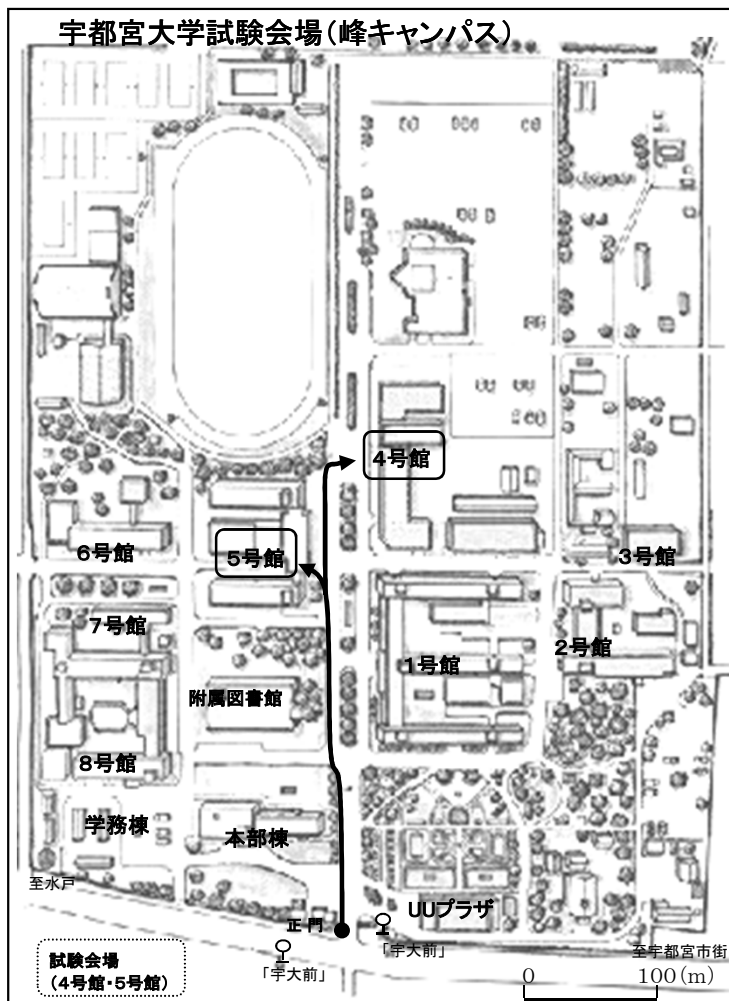 宇都宮大学試験会場(峰キャンパス)
4号館
6号館
5号館
3号館
7号館
1号館
2号館
附属図書館
8号館
学務棟
本部棟
至水戸
UUプラザ
正 門
「宇大前」
「宇大前」
至宇都宮市街
試験会場
(4号館・5号館)
0 100(m)